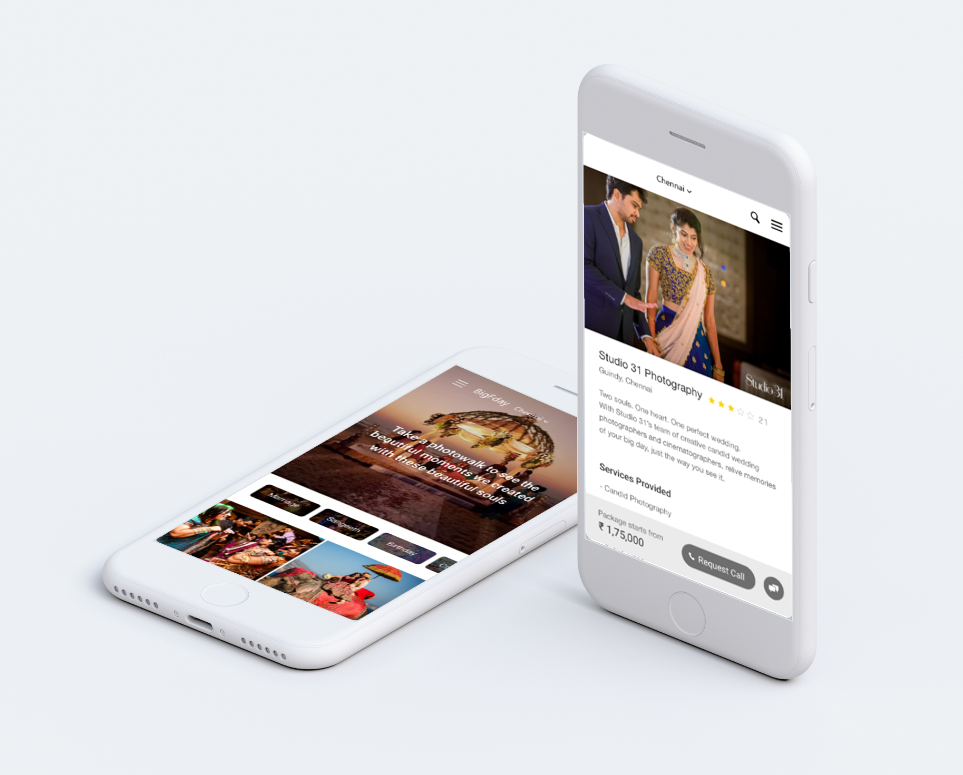 BigFday
Take a photowalk to see the
beautiful moments we created
with these beautiful souls
Marriage
Sangeeth
Birthday
Chennai
Studio 31
Studio 31 Photography
Guindy, Chennai
21
Two souls. One heart. One perfect wedding.
With Studio 31's team of creative candid wedding
photographers and cinematographers, relive memories
of your big day, just the way you see it.
Services Provided
- Candid Photography
Package starts from
₹ 1,75,000
Request Call